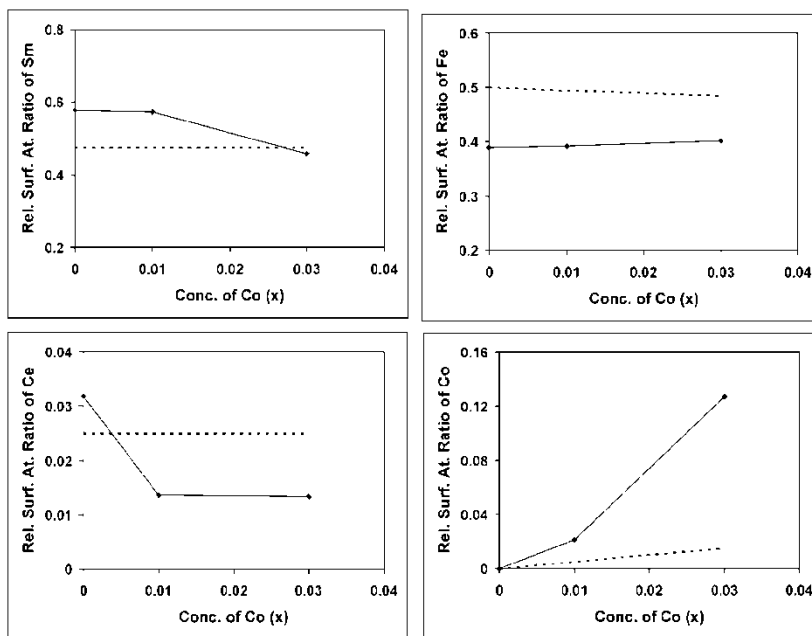 Rel. Surf. At. Ratio of Sm
0.8
0.6
0.4
0.2
0 0.01 0.02 0.03 0.04
Conc. of Co (x)
Rel. Surf. At. Ratio of Fe
0.6
0.5
0.4
0.3
0.2
0 0.01 0.02 0.03 0.04
Conc. of Co (x)
Rel. Surf. At. Ratio of Ce
0.04
0.03
0.02
0.01
0
0 0.01 0.02 0.03 0.04
Conc. of Co (x)
Rel. Surf. At. Ratio of Co
0.16
0.12
0.08
0.04
0
0 0.01 0.02 0.03 0.04
Conc. of Co (x)